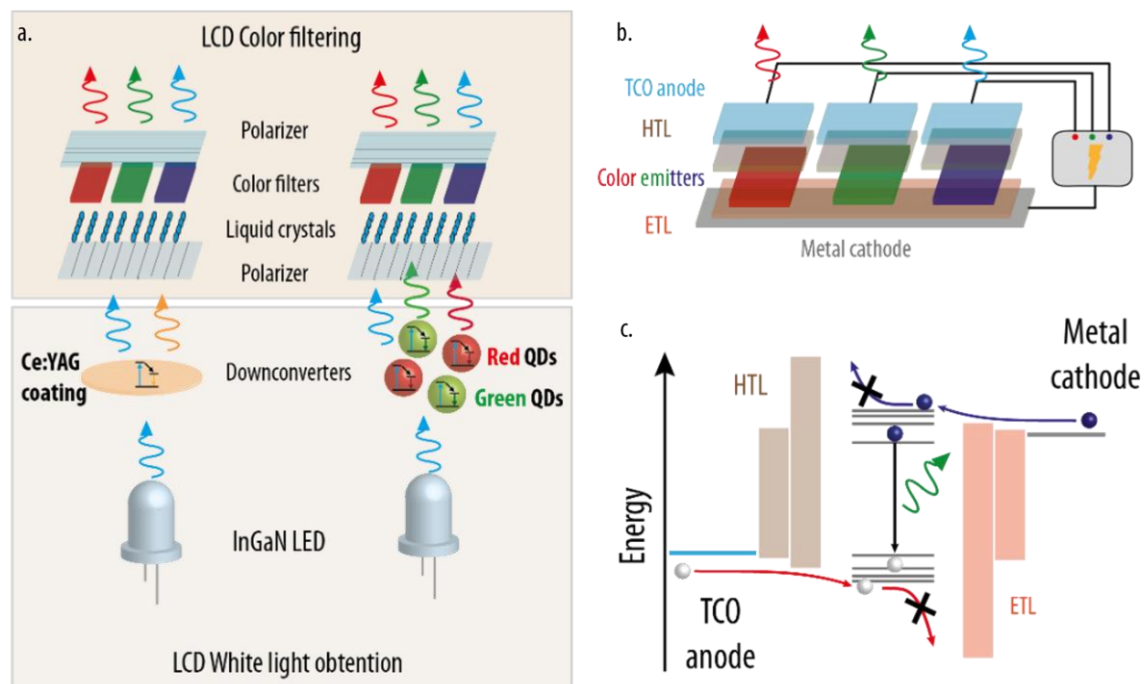 a.
LCD Color filtering
Polarizer
Color filters
Liquid crystals
Polarizer
Ce:YAG
coating
Downconverters
Red QDs
Green QDs
InGaN LED
LCD White light obtention
b.
TCO anode
HTL
Color emitters
ETL
Metal cathode
c.
Energy
HTL
Metal
cathode
TCO
anode
ETL